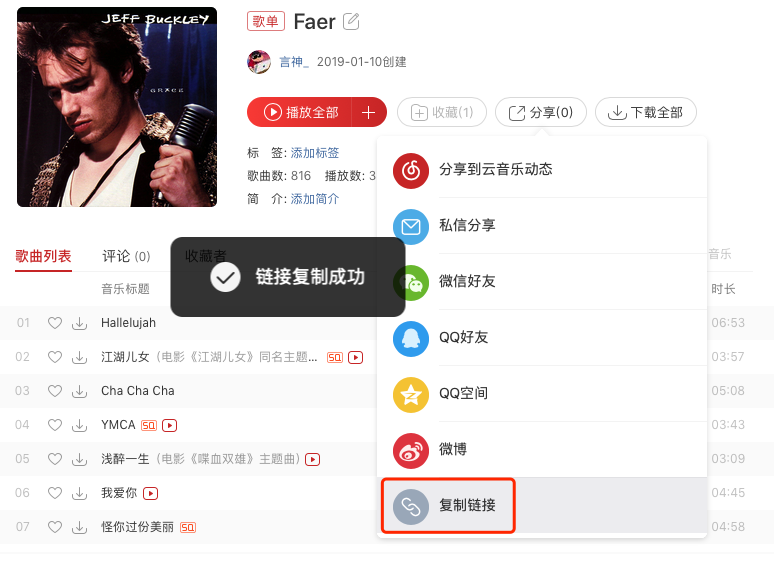 JEFF BUCKLEY
GRACE
歌单 Faer
言神_ 2019-01-10创建
播放全部 收藏(1) 分享(0) 下载全部
标 签: 添加标签
歌曲数: 816 播放数: 3
简 介: 添加简介
分享到云音乐动态
私信分享
微信好友
QQ好友
QQ空间
微博
复制链接
链接复制成功
歌曲列表 评论 (0) 收藏者 音乐
音乐标题 时长
01 Hallelujah 06:53
02 江湖儿女 (电影《江湖儿女》同名主题... SQ 03:57
03 Cha Cha Cha 05:08
04 YMCA SQ 03:43
05 浅醉一生 (电影《喋血双雄》主题曲) 03:09
06 我爱你 04:45
07 怪你过份美丽 SQ 04:58